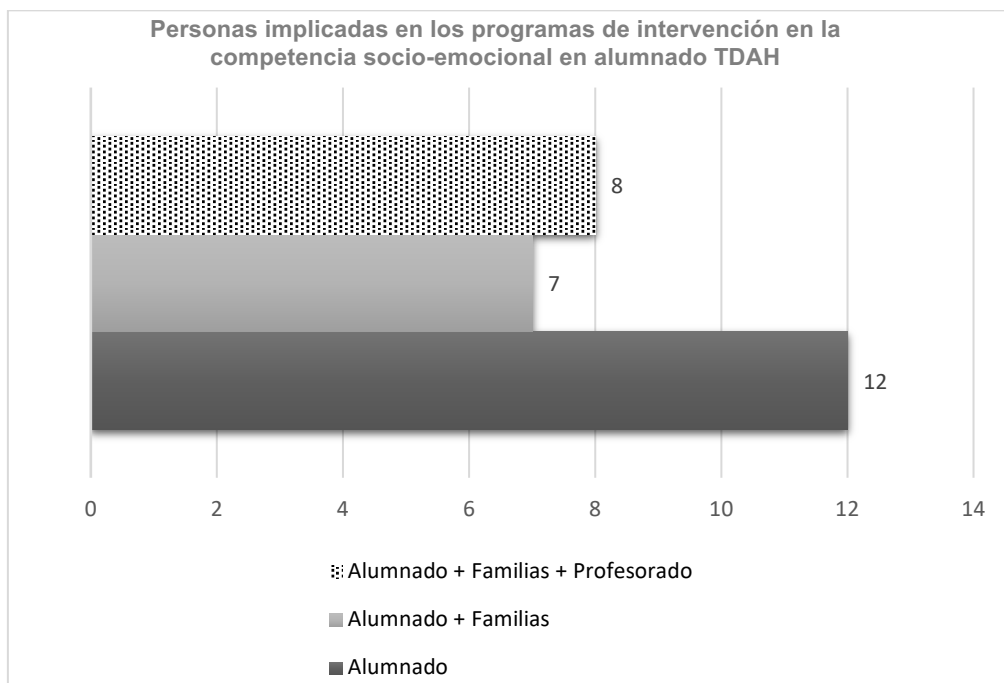 Personas implicadas en los programas de intervención en la
competencia socio-emocional en alumnado TDAH
8
7
12
0 2 4 6 8 10 12 14
Alumnado + Familias + Profesorado
Alumnado + Familias
Alumnado